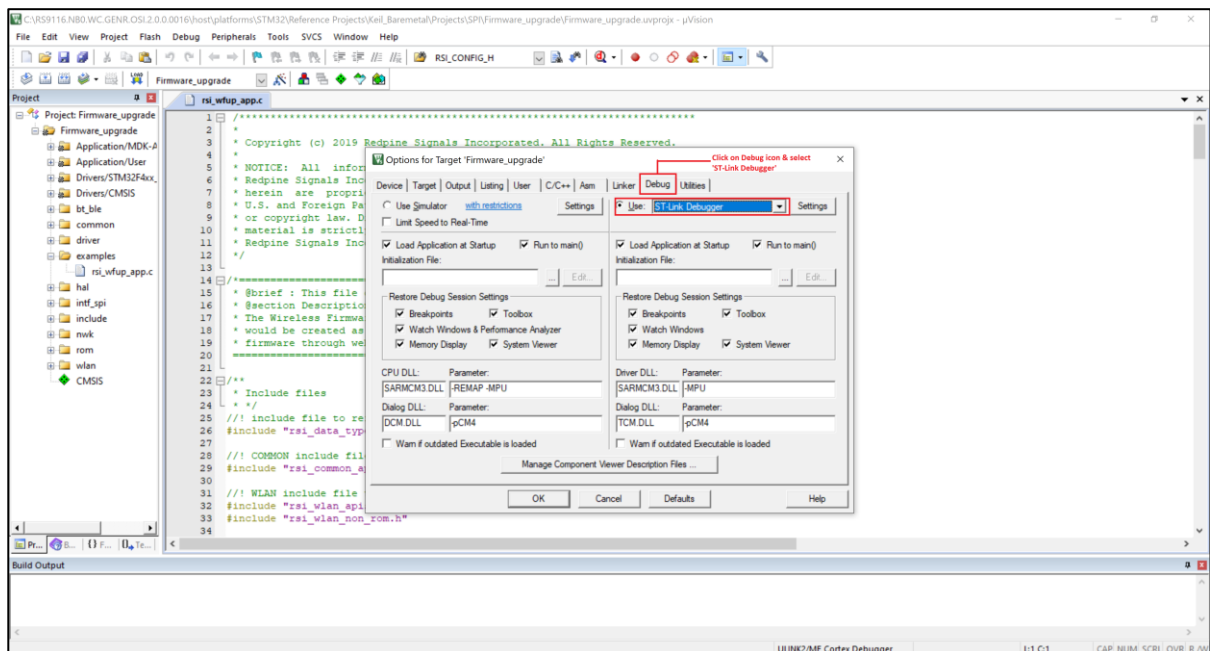 C:\RS9116.NB0.WC.GENR.OSI.2.0.0.0016\host\platforms\STM32\Reference Projects\Keil_Baremetal\Projects\SPI\Firmware_upgrade\Firmware_upgrade.uvprojx - µVision
File Edit View Project Flash Debug Peripherals Tools SVCS Window Help
RSI_CONFIG_H
Firmware_upgrade
Project
Project: Firmware_upgrade
Firmware_upgrade
Application/MDK-A
Application/User
Drivers/STM32F4xx_
Drivers/CMSIS
bt_ble
common
driver
examples
rsi_wfup_app.c
hal
intf_spi
include
nwk
rom
wlan
CMSIS
Pr... B... {} F... Te...
rsi_wfup_app.c
1 /*****************************************************************************
2 *
3 * Copyright (c) 2019 Redpine Signals Incorporated. All Rights Reserved.
4 *
5 * NOTICE: All infor
6 * Redpine Signals Inc
7 * herein are propri
8 * U.S. and Foreign Pa
9 * or copyright law. D
10 * material is strictl
11 * Redpine Signals Inc
12 */
13
14 /*====================
15 * @brief : This file
16 * @section Descriptio
17 * The Wireless Firmwa
18 * would be created as
19 * firmware through we
20 ====================
21
22 /**
23 * Include files
24 * */
25 //! include file to re
26 #include "rsi_data_typ
27
28 //! COMMON include fil
29 #include "rsi_common_a
30
31 //! WLAN include file
32 #include "rsi_wlan_api
33 #include "rsi_wlan_non_rom.h"
34
Options for Target 'Firmware_upgrade'
Click on Debug icon & select
'ST-Link Debugger'
Device Target Output Listing User C/C++ Asm Linker Debug Utilities
Use Simulator with restrictions Settings
Limit Speed to Real-Time
Use: ST-Link Debugger Settings
Load Application at Startup Run to main()
Initialization File:
... Edit...
Load Application at Startup Run to main()
Initialization File:
... Edit...
Restore Debug Session Settings
Breakpoints Toolbox
Watch Windows & Performance Analyzer
Memory Display System Viewer
Restore Debug Session Settings
Breakpoints Toolbox
Watch Windows
Memory Display System Viewer
CPU DLL: Parameter:
SARMCM3.DLL -REMAP -MPU
Dialog DLL: Parameter:
DCM.DLL -pCM4
Warn if outdated Executable is loaded
Driver DLL: Parameter:
SARMCM3.DLL -MPU
Dialog DLL: Parameter:
TCM.DLL -pCM4
Warn if outdated Executable is loaded
Manage Component Viewer Description Files ...
OK Cancel Defaults Help
Build Output
ULINK2/ME Cortex Debugger L:1 C:1 CAP NUM SCRL OVR R/W